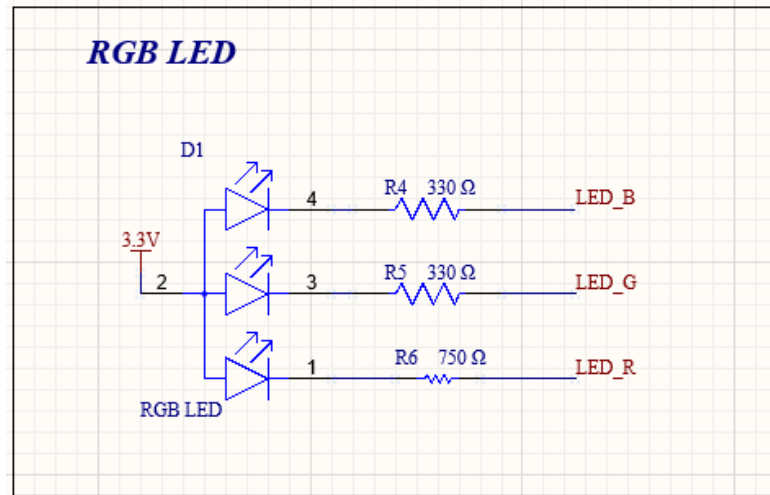 RGB LED
D1
4
R4 330 Ω
LED_B
3.3V
2
3
R5 330 Ω
LED_G
1
R6 750 Ω
LED_R
RGB LED